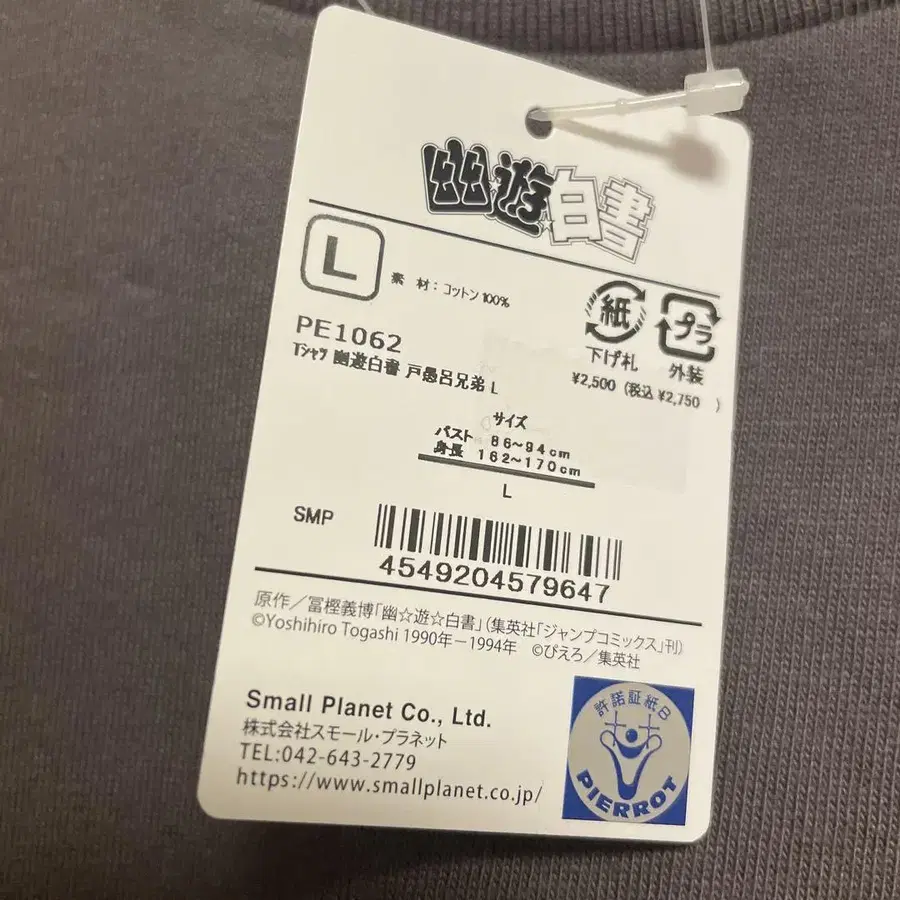 幽遊白書
L
素 材：コットン100%
PE1062
Tシャツ 幽遊白書 戸愚呂兄弟 L
紙
下げ札
プラ
外装
¥2,500 (税込 ¥2,750 )
サイズ
バスト 86~94cm
身長 162~170cm
L
SMP
4549204579647
原作／冨樫義博「幽☆遊☆白書」（集英社「ジャンプコミックス」刊）
©Yoshihiro Togashi 1990年－1994年 ©ぴえろ／集英社
Small Planet Co., Ltd.
株式会社スモール・プラネット
TEL:042-643-2779
https://www.smallplanet.co.jp/
許諾証紙B
PIERROT